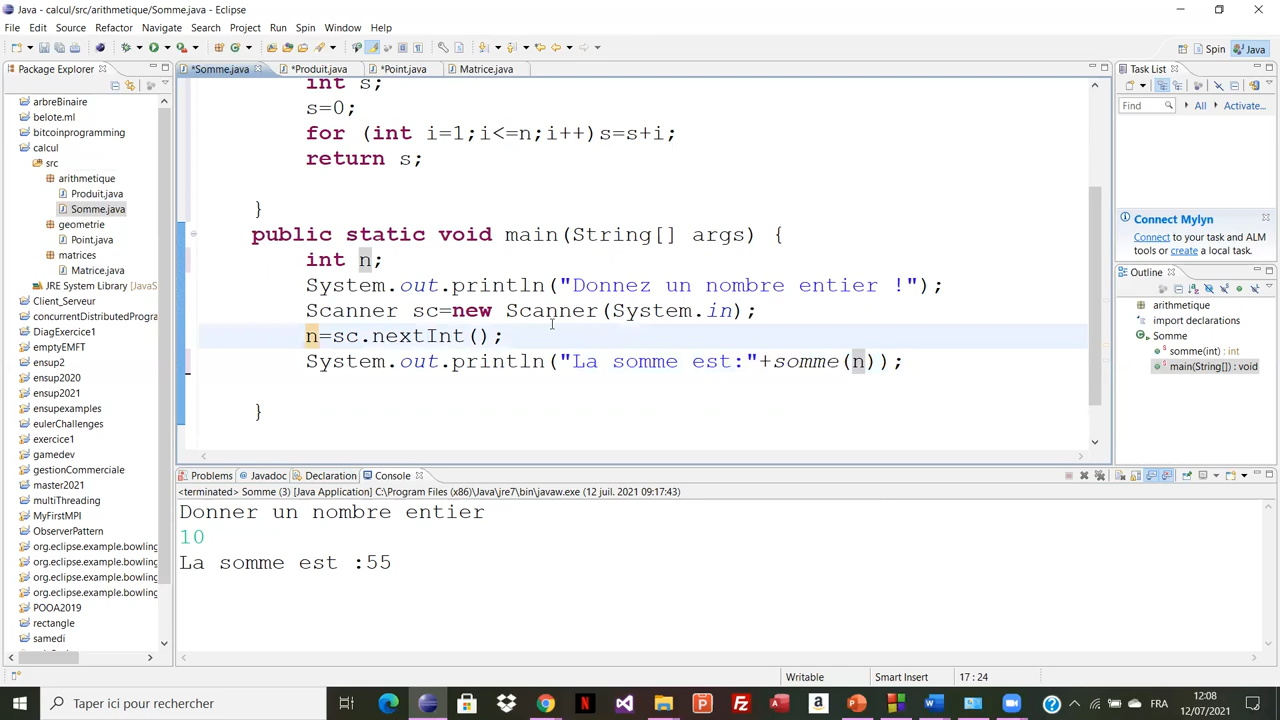 Java - calcul/src/arithmetique/Somme.java - Eclipse
File Edit Source Refactor Navigate Search Project Run Spin Window Help
Spin Java
Package Explorer
*Somme.java *Produit.java *Point.java Matrice.java
Task List
arbreBinaire
belote.ml
bitcoinprogramming
calcul
src
arithmetique
Produit.java
Somme.java
geometrie
Point.java
matrices
Matrice.java
JRE System Library [JavaS
Client_Serveur
concurrentDistributedProgram
DiagExercice1
emptyEMFT
ensup2
ensup2020
ensup2021
ensupexamples
eulerChallenges
exercice1
gamedev
gestionCommerciale
master2021
multiThreading
MyFirstMPI
ObserverPattern
org.eclipse.example.bowling
org.eclipse.example.bowling
org.eclipse.example.bowling
org.eclipse.example.bowling
POOA2019
rectangle
samedi
int s;
s=0;
for (int i=1;i<=n;i++)s=s+i;
return s;
}
public static void main(String[] args) {
int n;
System.out.println("Donnez un nombre entier !");
Scanner sc=new Scanner(System.in);
n=sc.nextInt();
System.out.println("La somme est:"+somme(n));
}
Find All Activate...
Connect Mylyn
Connect to your task and ALM
tools or create a local task.
Outline
arithmetique
import declarations
Somme
somme(int) : int
main(String[]) : void
Problems Javadoc Declaration Console
<terminated> Somme (3) [Java Application] C:\Program Files (x86)\Java\jre7\bin\javaw.exe (12 juil. 2021 09:17:43)
Donner un nombre entier
10
La somme est :55
Writable Smart Insert 17 : 24
Taper ici pour rechercher
FRA
12:08
12/07/2021